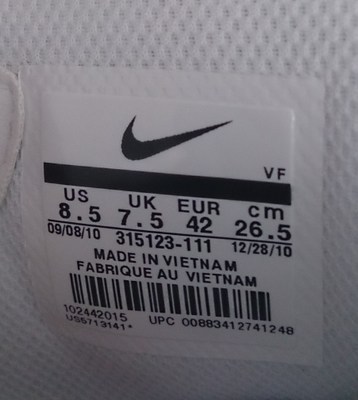 VF
US UK EUR cm
8.5 7.5 42 26.5
09/08/10 315123-111 12/28/10
MADE IN VIETNAM
FABRIQUE AU VIETNAM
102442015
US5713141* UPC 00883412741248